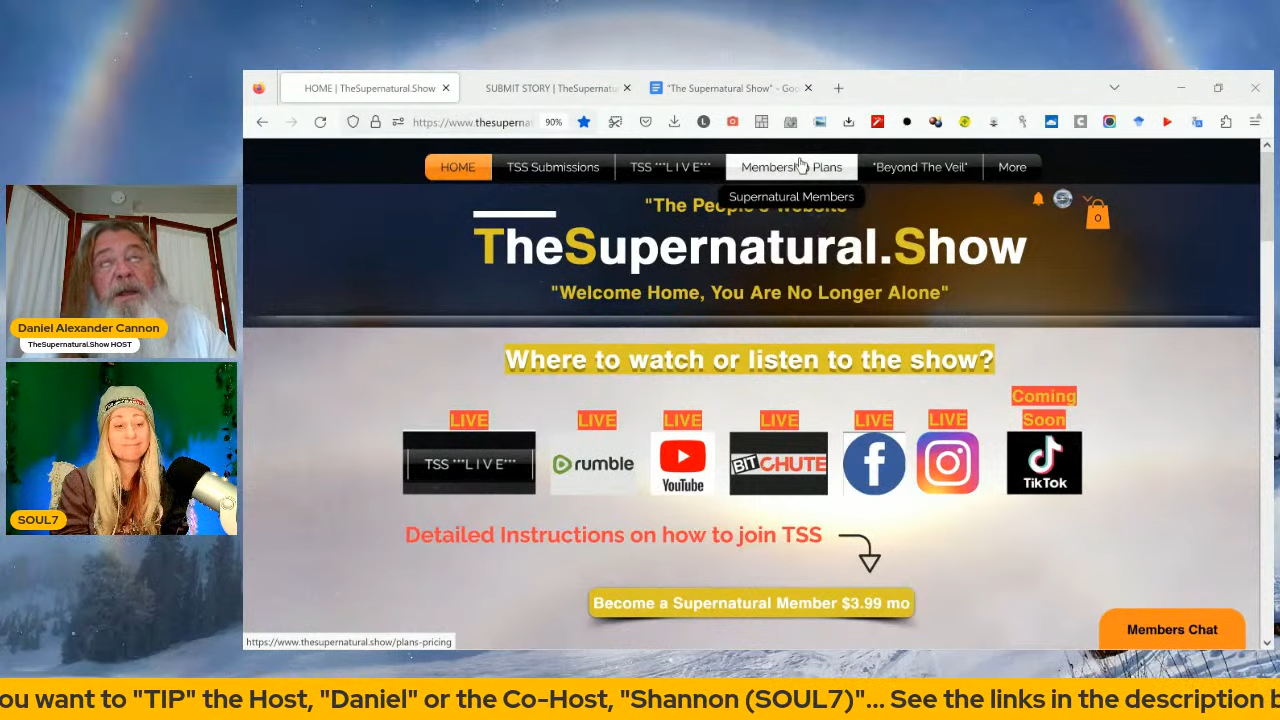 HOME | TheSupernatural.Show
SUBMIT STORY | TheSupernatu
"The Supernatural Show" - Goo
https://www.thesuperna
90%
HOME
TSS Submissions
TSS ***L I V E***
Membership Plans
"Beyond The Veil"
More
Supernatural Members
"The People's Website"
0
TheSupernatural.Show
"Welcome Home, You Are No Longer Alone"
Where to watch or listen to the show?
LIVE
LIVE
LIVE
LIVE
LIVE
LIVE
Coming
Soon
TSS ***L I V E***
rumble
YouTube
BITCHUTE
TikTok
Detailed Instructions on how to join TSS
Become a Supernatural Member $3.99 mo
Members Chat
https://www.thesupernatural.show/plans-pricing
Daniel Alexander Cannon
TheSupernatural.Show HOST
SOUL7
ou want to "TIP" the Host, "Daniel" or the Co-Host, "Shannon (SOUL7)"... See the links in the description b